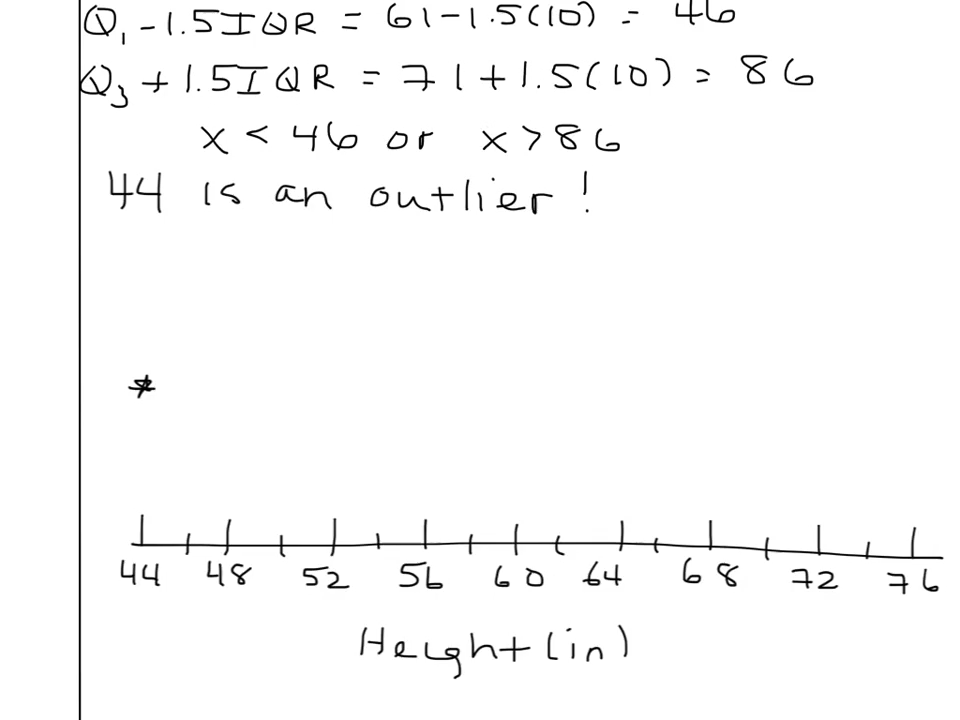 Q₁ - 1.5IQR = 61 - 1.5(10) = 46
Q₃ + 1.5IQR = 71 + 1.5(10) = 86
x < 46 or x > 86
44 is an outlier!
*
44 48 52 56 60 64 68 72 76
Height (in)